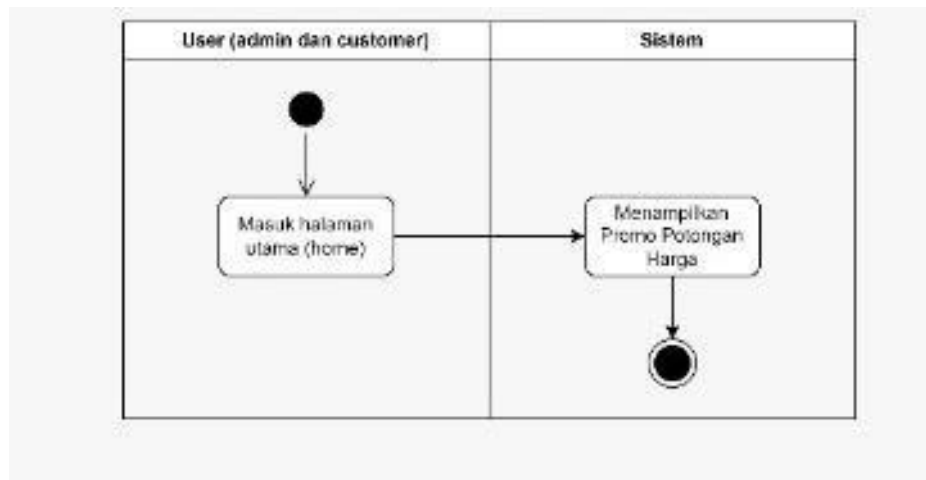 User (admin dan customer)
Sistem
Masuk halaman
utama (home)
Menampilkan
Promo Potongan
Harga